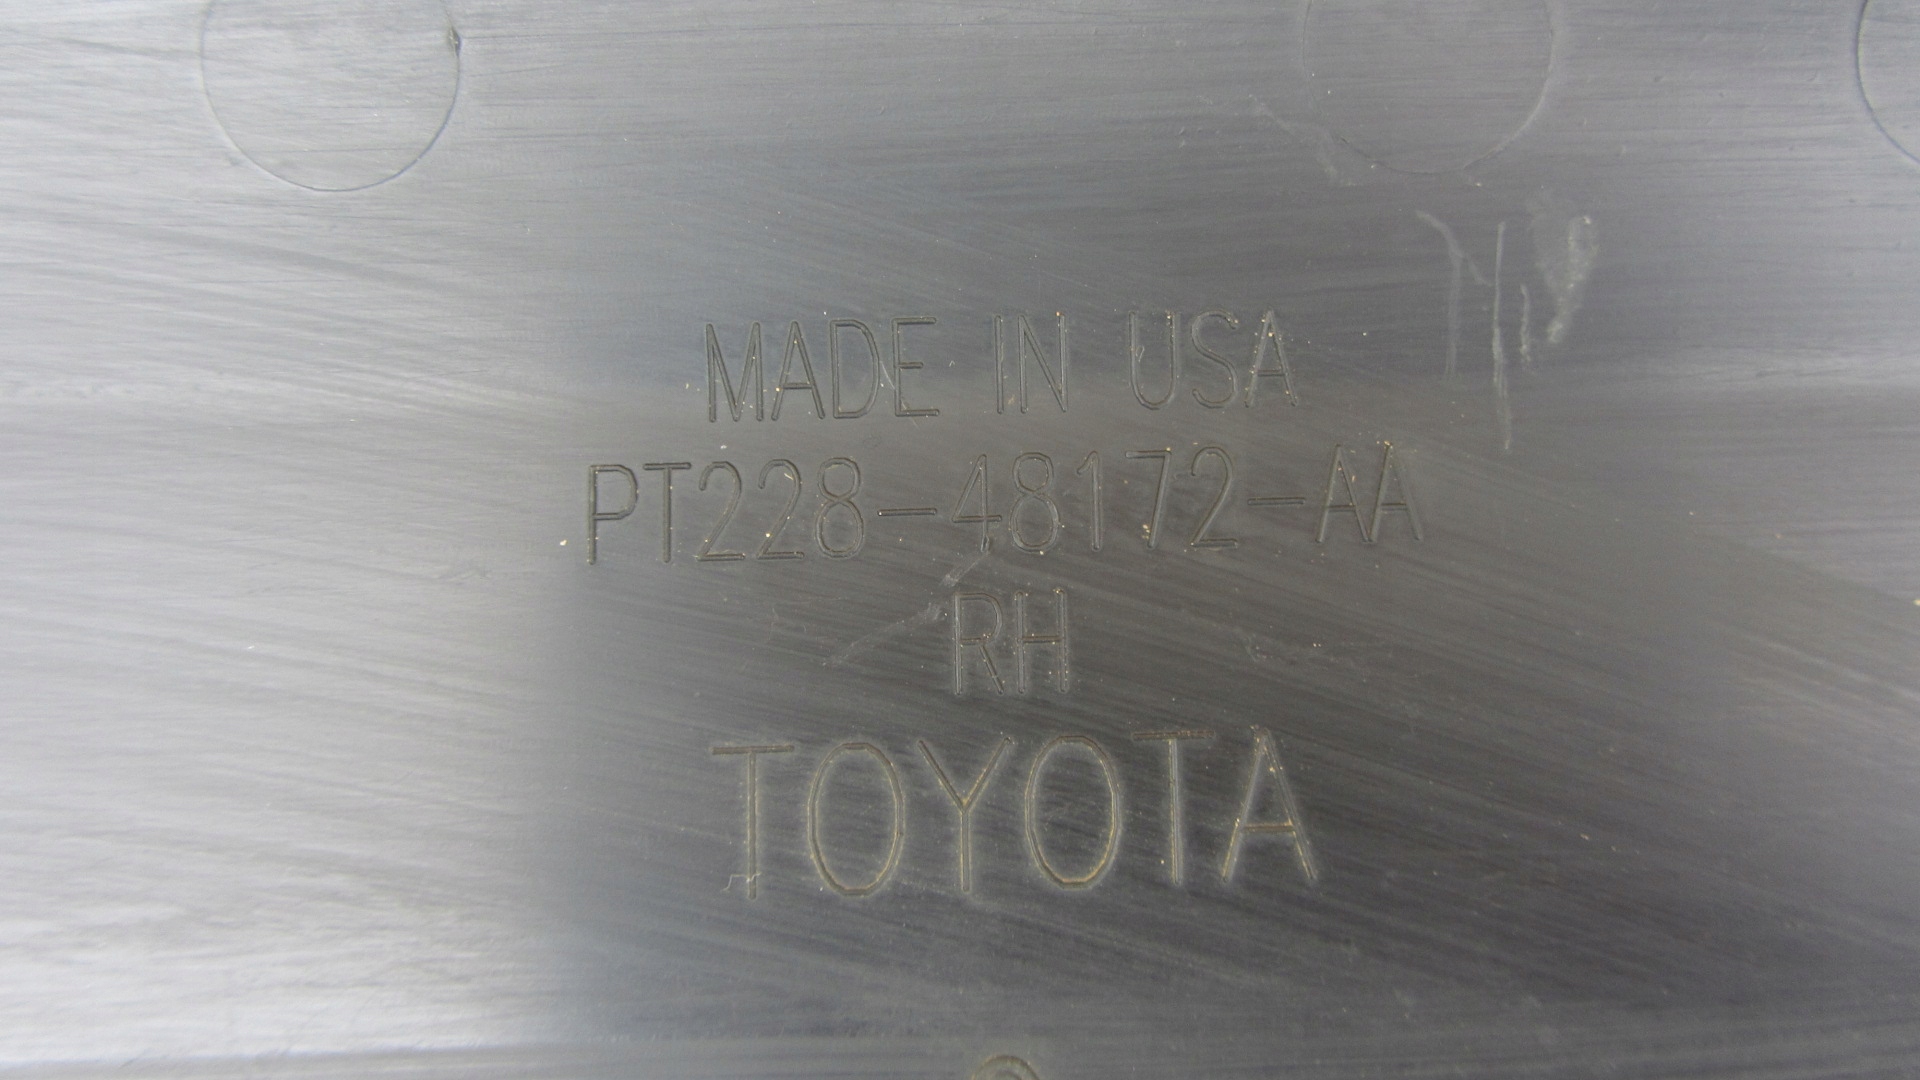 MADE IN USA
PT228-48172-AA
RH
TOYOTA